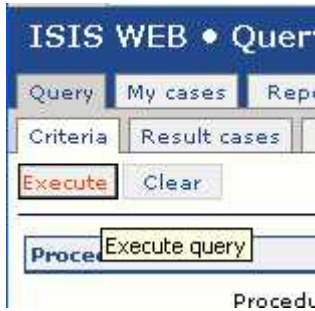 ISIS WEB • Quer
Query My cases Rep
Criteria Result cases
Execute Clear
Execute query
Proce
Procedu